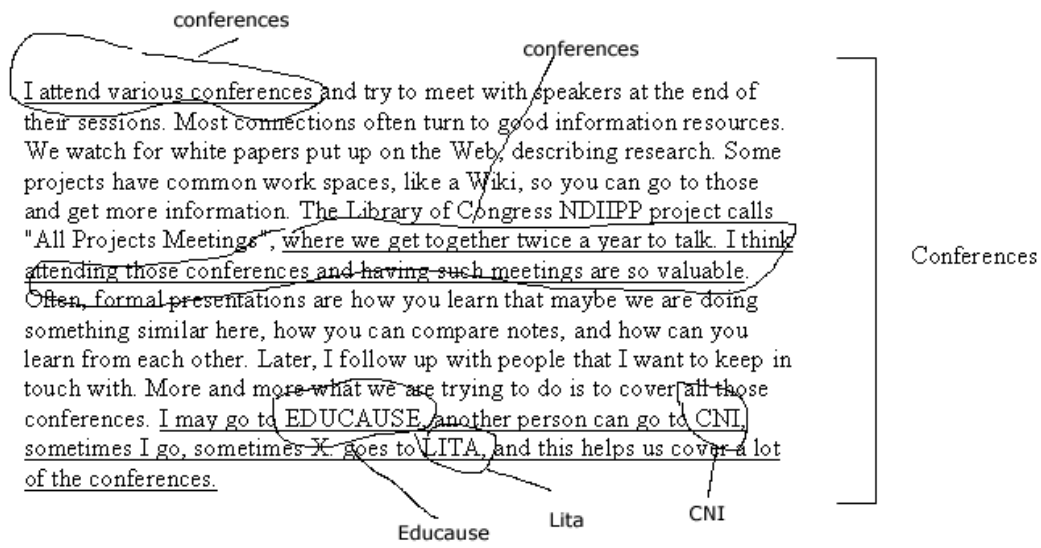 conferences
conferences
I attend various conferences and try to meet with speakers at the end of
their sessions. Most connections often turn to good information resources.
We watch for white papers put up on the Web, describing research. Some
projects have common work spaces, like a Wiki, so you can go to those
and get more information. The Library of Congress NDIIPP project calls
"All Projects Meetings", where we get together twice a year to talk. I think
attending those conferences and having such meetings are so valuable.
Often, formal presentations are how you learn that maybe we are doing
something similar here, how you can compare notes, and how can you
learn from each other. Later, I follow up with people that I want to keep in
touch with. More and more what we are trying to do is to cover all those
conferences. I may go to EDUCAUSE, another person can go to CNI,
sometimes I go, sometimes X. goes to LITA, and this helps us cover a lot
of the conferences.
Conferences
Educause
Lita
CNI